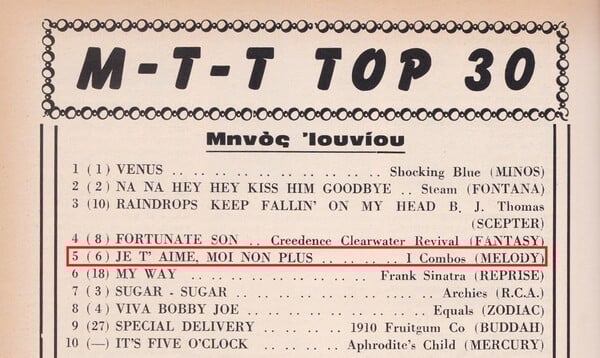 M-T-T TOP 30
Μηνὸς Ἰουνίου
1 (1) VENUS .. .. .. .. .. .. .. .. .. .. Shocking Blue (MINOS)
2 (2) NA NA HEY HEY KISS HIM GOODBYE .. Steam (FONTANA)
3 (10) RAINDROPS KEEP FALLIN' ON MY HEAD B. J. Thomas
(SCEPTER)
4 (8) FORTUNATE SON .. .. Creedence Clearwater Revival (FANTASY)
5 (6) JE T' AIME, MOI NON PLUS .. .. .. .. I Combos (MELODY)
6 (18) MY WAY .. .. .. .. .. .. .. .. Frank Sinatra (REPRISE)
7 (3) SUGAR - SUGAR .. .. .. .. .. .. .. .. Archies (R.C.A.)
8 (4) VIVA BOBBY JOE .. .. .. .. .. .. .. Equals (ZODIAC)
9 (27) SPECIAL DELIVERY .. .. .. 1910 Fruitgum Co (BUDDAH)
10 (—) IT'S FIVE O'CLOCK .. .. .. Aphrodite's Child (MERCURY)